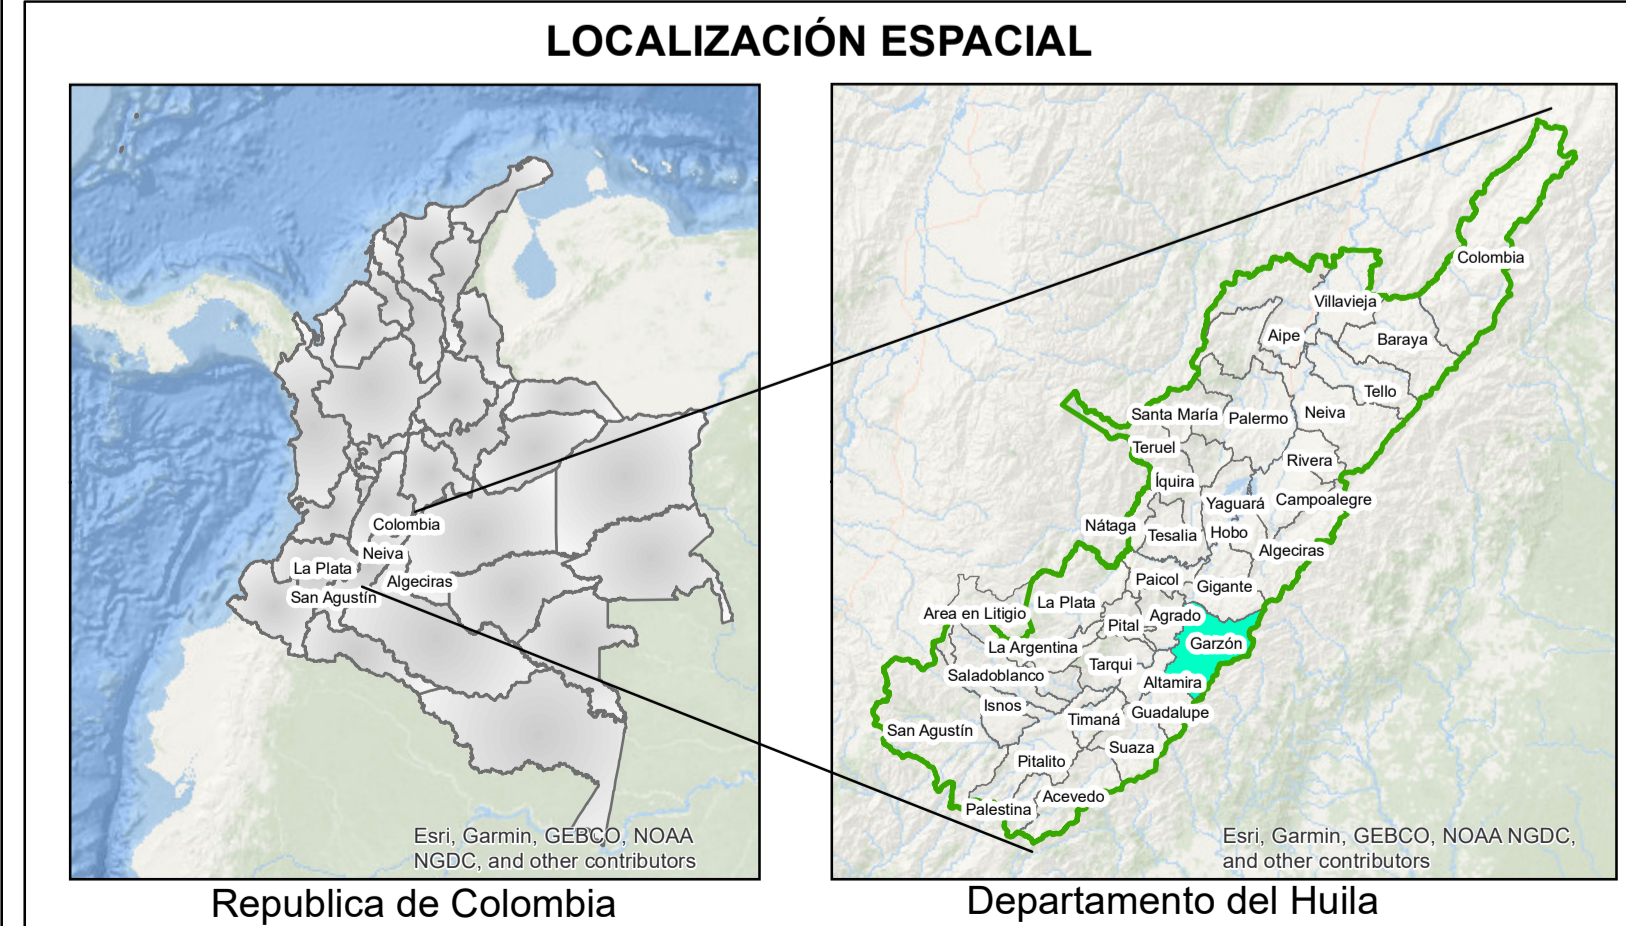 LOCALIZACIÓN ESPACIAL
Colombia
Neiva
La Plata
Algeciras
San Agustín
Esri, Garmin, GEBCO, NOAA
NGDC, and other contributors
Republica de Colombia
Colombia
Villavieja
Aipe
Baraya
Tello
Santa María
Palermo
Neiva
Teruel
Rivera
Íquira
Yaguará
Campoalegre
Nátaga
Tesalia
Hobo
Algeciras
Paicol
Gigante
La Plata
Area en Litigio
Agrado
Pital
Garzón
La Argentina
Tarqui
Saladoblanco
Altamira
Isnos
Guadalupe
Timaná
San Agustín
Suaza
Pitalito
Acevedo
Palestina
Esri, Garmin, GEBCO, NOAA NGDC,
and other contributors
Departamento del Huila